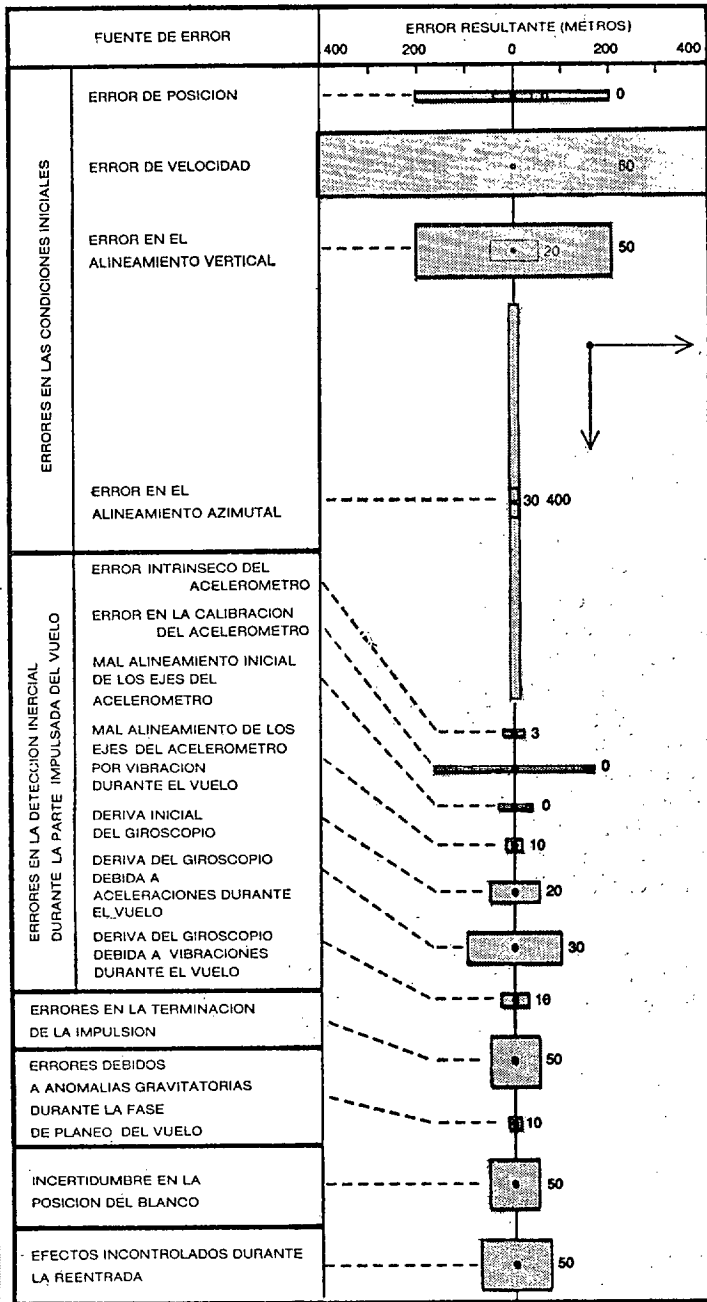 FUENTE DE ERROR
ERROR RESULTANTE (METROS)
400 200 0 200 400
ERRORES EN LAS CONDICIONES INICIALES
ERROR DE POSICION
0
ERROR DE VELOCIDAD
60
ERROR EN EL
ALINEAMIENTO VERTICAL
20 50
ERROR EN EL
ALINEAMIENTO AZIMUTAL
30 400
ERRORES EN LA DETECCION INERCIAL
DURANTE LA PARTE IMPULSADA DEL VUELO
ERROR INTRINSECO DEL
ACELEROMETRO
ERROR EN LA CALIBRACION
DEL ACELEROMETRO
MAL ALINEAMIENTO INICIAL
DE LOS EJES DEL
ACELEROMETRO
MAL ALINEAMIENTO DE LOS
EJES DEL ACELEROMETRO
POR VIBRACION
DURANTE EL VUELO
DERIVA INICIAL
DEL GIROSCOPIO
DERIVA DEL GIROSCOPIO
DEBIDA A
ACELERACIONES DURANTE
EL VUELO
DERIVA DEL GIROSCOPIO
DEBIDA A VIBRACIONES
DURANTE EL VUELO
3
0
0
10
20
30
10
ERRORES EN LA TERMINACION
DE LA IMPULSION
50
ERRORES DEBIDOS
A ANOMALIAS GRAVITATORIAS
DURANTE LA FASE
DE PLANEO DEL VUELO
10
INCERTIDUMBRE EN LA
POSICION DEL BLANCO
50
EFECTOS INCONTROLADOS DURANTE
LA REENTRADA
50